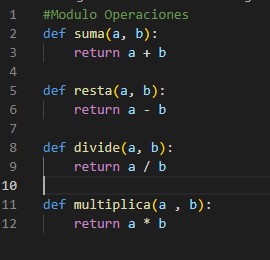 1 #Modulo Operaciones
2 def suma(a, b):
3     return a + b
4
5 def resta(a, b):
6     return a - b
7
8 def divide(a, b):
9     return a / b
10
11 def multiplica(a , b):
12     return a * b